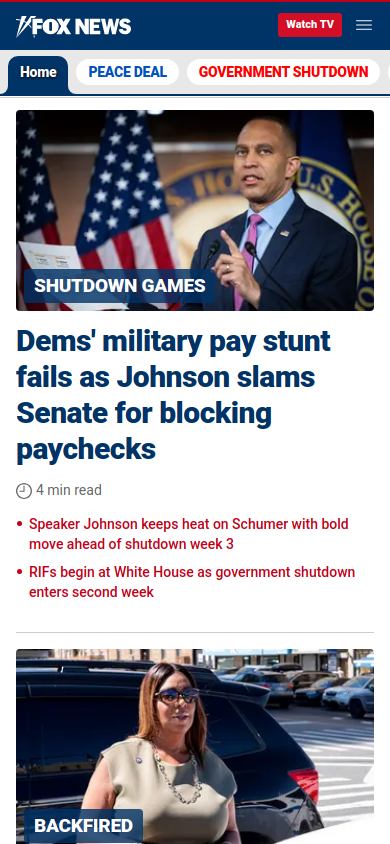 FOX NEWS
Watch TV
Home
PEACE DEAL
GOVERNMENT SHUTDOWN
HOU
U.S. HOUSE O
SHUTDOWN GAMES
Dems' military pay stunt
fails as Johnson slams
Senate for blocking
paychecks
4 min read
Speaker Johnson keeps heat on Schumer with bold
move ahead of shutdown week 3
RIFs begin at White House as government shutdown
enters second week
BACKFIRED